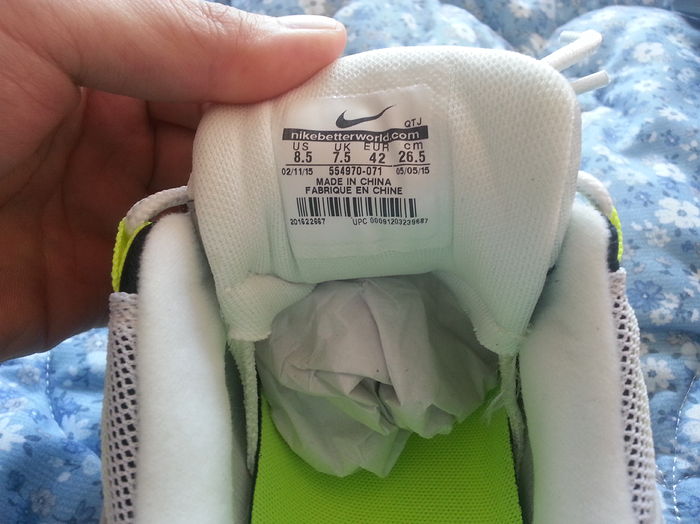 QTJ
nikebetterworld.com
US UK EUR cm
8.5 7.5 42 26.5
02/11/15 554970-071 05/05/15
MADE IN CHINA
FABRIQUE EN CHINE
201622667 UPC 00091203239687